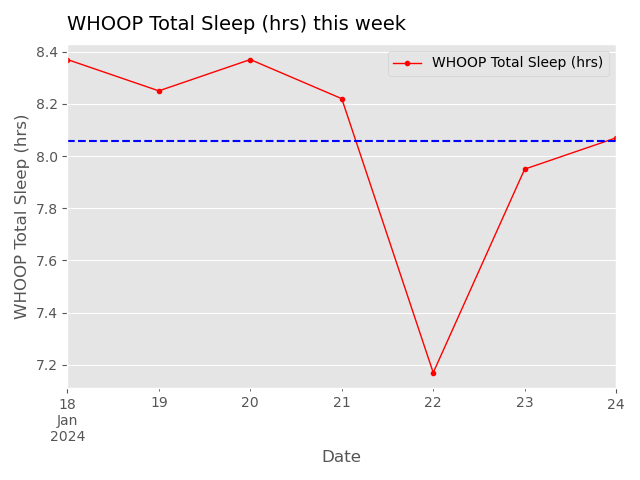 WHOOP Total Sleep (hrs) this week
WHOOP Total Sleep (hrs)
WHOOP Total Sleep (hrs)
8.4
8.2
8.0
7.8
7.6
7.4
7.2
18 19 20 21 22 23 24
Jan
2024
Date